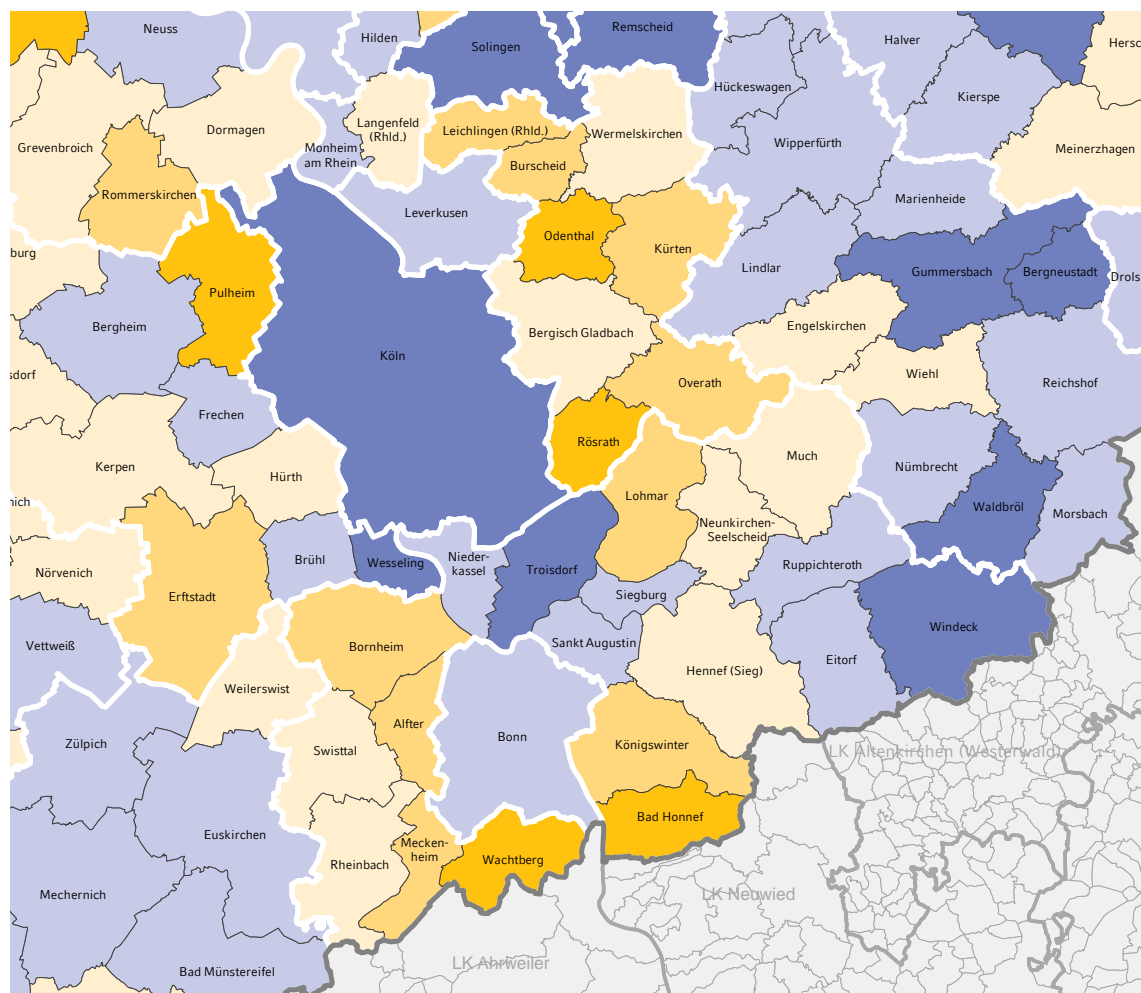 Neuss
Hilden
Solingen
Remscheid
Halver
Hersc
Hückeswagen
Kierspe
Dormagen
Langenfeld
(Rhld.)
Leichlingen (Rhld.)
Wermelskirchen
Wipperfürth
Meinerzhagen
Grevenbroich
Monheim
am Rhein
Burscheid
Rommerskirchen
Leverkusen
Marienheide
Odenthal
Kürten
burg
Lindlar
Gummersbach
Bergneustadt
Drols
Pulheim
Bergheim
Bergisch Gladbach
Engelskirchen
Köln
sdorf
Overath
Wiehl
Reichshof
Frechen
Rösrath
Much
Kerpen
Hürth
Nümbrecht
nich
Lohmar
Neunkirchen-
Seelscheid
Waldbröl
Morsbach
Nörvenich
Brühl
Wesseling
Nieder-
kassel
Troisdorf
Ruppichteroth
Erftstadt
Siegburg
Vettweiß
Bornheim
Sankt Augustin
Windeck
Weilerswist
Hennef (Sieg)
Eitorf
Zülpich
Swisttal
Alfter
Bonn
Königswinter
LK Altenkirchen (Westerwald)
Euskirchen
Bad Honnef
Rheinbach
Mecken-
heim
Wachtberg
Mechernich
LK Neuwied
Bad Münstereifel
LK Ahrweiler